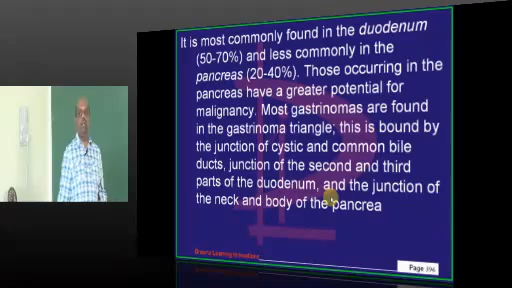 It is most commonly found in the duodenum
(50-70%) and less commonly in the
pancreas (20-40%). Those occurring in the
pancreas have a greater potential for
malignancy. Most gastrinomas are found
in the gastrinoma triangle; this is bound by
the junction of cystic and common bile
ducts, junction of the second and third
parts of the duodenum, and the junction of
the neck and body of the pancrea
Page 396